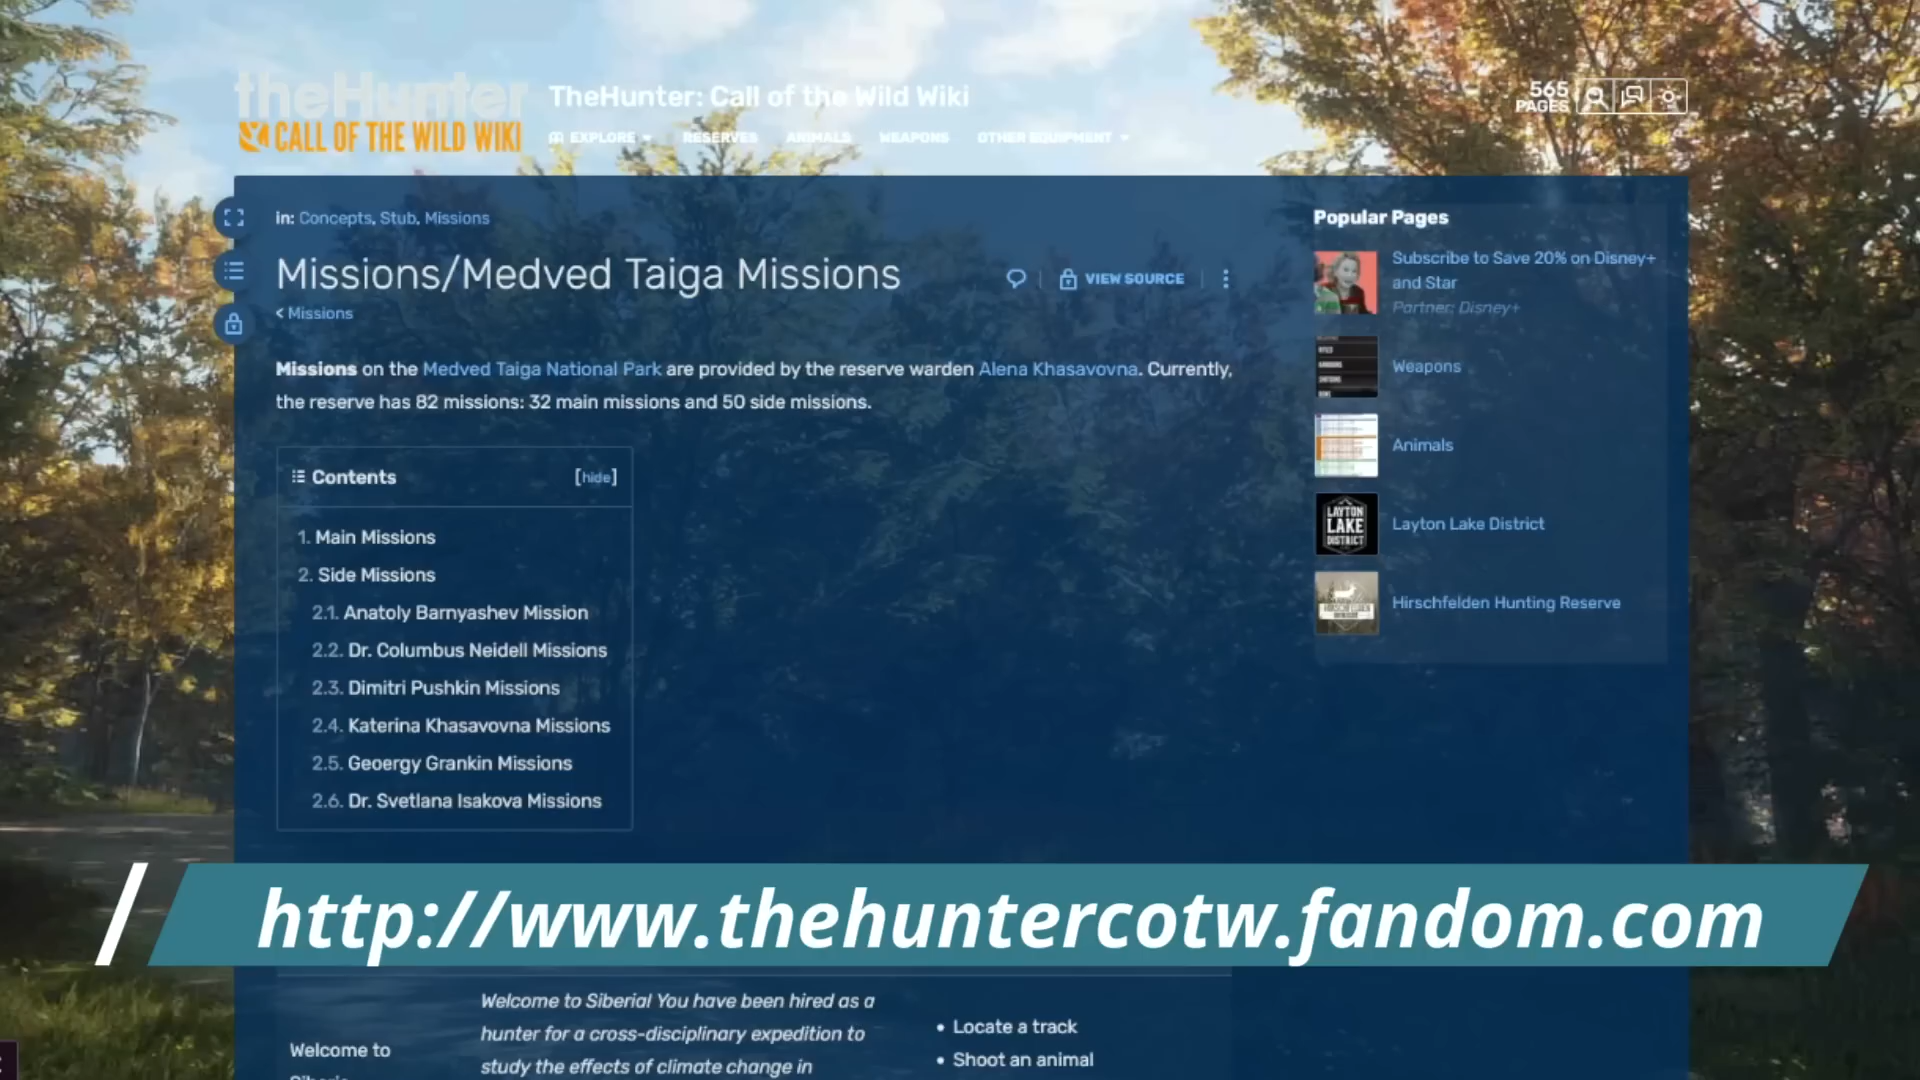 theHunter
CALL OF THE WILD WIKI
TheHunter: Call of the Wild Wiki
EXPLORE RESERVES ANIMALS WEAPONS OTHER EQUIPMENT
565
PAGES
in: Concepts, Stub, Missions
Missions/Medved Taiga Missions
VIEW SOURCE
< Missions
Missions on the Medved Taiga National Park are provided by the reserve warden Alena Khasavovna. Currently,
the reserve has 82 missions: 32 main missions and 50 side missions.
Contents [hide]
1. Main Missions
2. Side Missions
2.1. Anatoly Barnyashev Mission
2.2. Dr. Columbus Neidell Missions
2.3. Dimitri Pushkin Missions
2.4. Katerina Khasavovna Missions
2.5. Geoergy Grankin Missions
2.6. Dr. Svetlana Isakova Missions
Popular Pages
Subscribe to Save 20% on Disney+
and Star
Partner: Disney+
Weapons
Animals
LAYTON
LAKE
DISTRICT
Layton Lake District
Hirschfelden Hunting Reserve
http://www.thehuntercotw.fandom.com
Welcome to
Welcome to Siberia! You have been hired as a
hunter for a cross-disciplinary expedition to
study the effects of climate change in
• Locate a track
• Shoot an animal